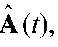 Â (t),